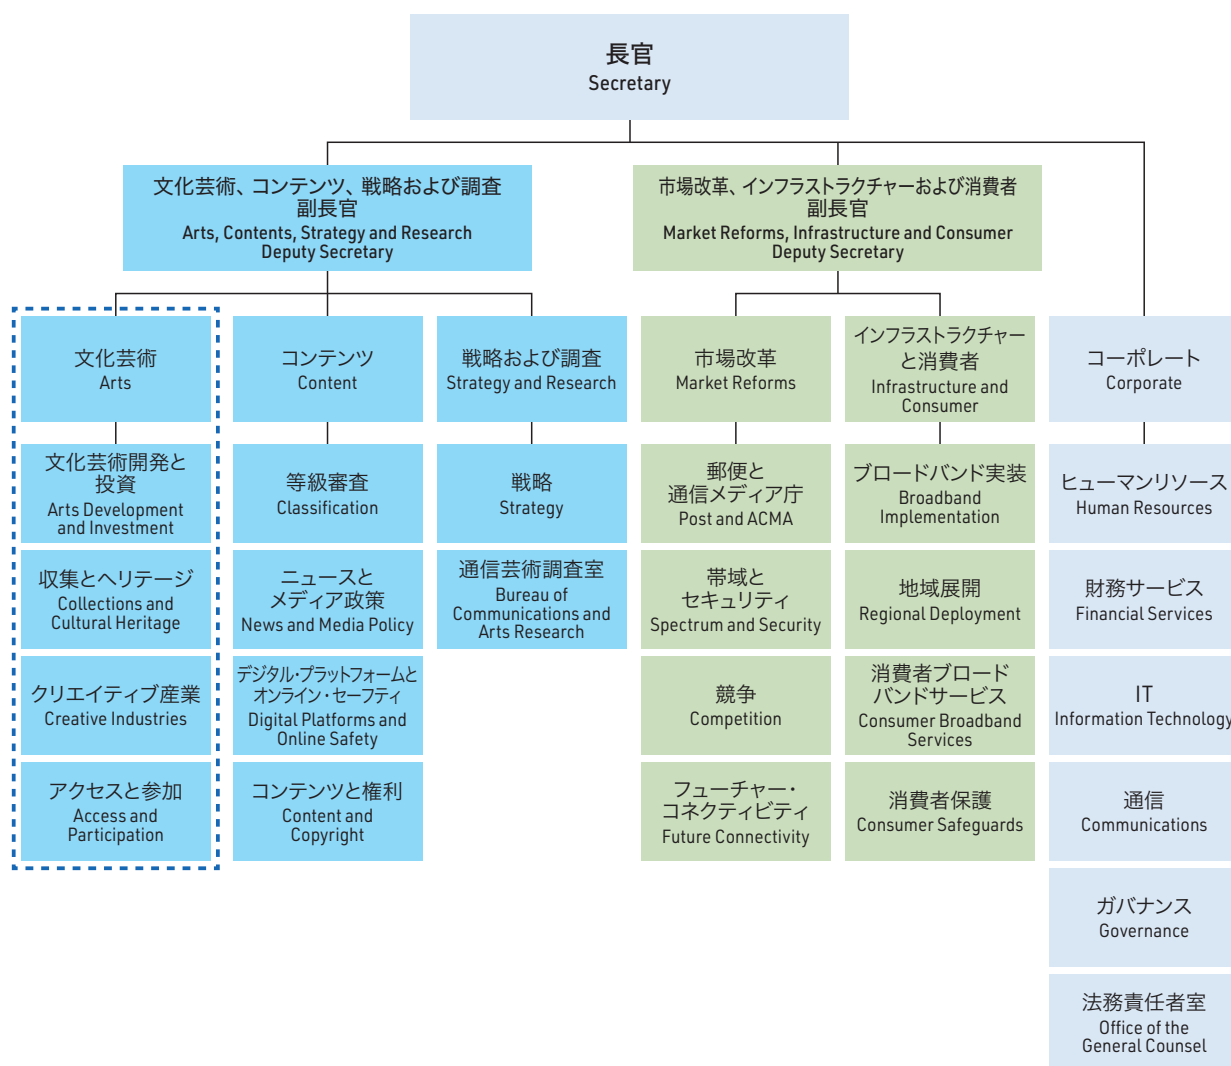 長官
Secretary
文化芸術、コンテンツ、戦略および調査
副長官
Arts, Contents, Strategy and Research
Deputy Secretary
市場改革、インフラストラクチャーおよび消費者
副長官
Market Reforms, Infrastructure and Consumer
Deputy Secretary
文化芸術
Arts
コンテンツ
Content
戦略および調査
Strategy and Research
市場改革
Market Reforms
インフラストラクチャー
と消費者
Infrastructure and
Consumer
コーポレート
Corporate
文化芸術開発と
投資
Arts Development
and Investment
等級審査
Classification
戦略
Strategy
郵便と
通信メディア庁
Post and ACMA
ブロードバンド実装
Broadband
Implementation
ヒューマンリソース
Human Resources
収集とヘリテージ
Collections and
Cultural Heritage
ニュースと
メディア政策
News and Media Policy
通信芸術調査室
Bureau of
Communications and
Arts Research
帯域と
セキュリティ
Spectrum and Security
地域展開
Regional Deployment
財務サービス
Financial Services
クリエイティブ産業
Creative Industries
デジタル・プラットフォームと
オンライン・セーフティ
Digital Platforms and
Online Safety
競争
Competition
消費者ブロード
バンドサービス
Consumer Broadband
Services
IT
Information Technology
アクセスと参加
Access and
Participation
コンテンツと権利
Content and
Copyright
フューチャー・
コネクティビティ
Future Connectivity
消費者保護
Consumer Safeguards
通信
Communications
ガバナンス
Governance
法務責任者室
Office of the
General Counsel